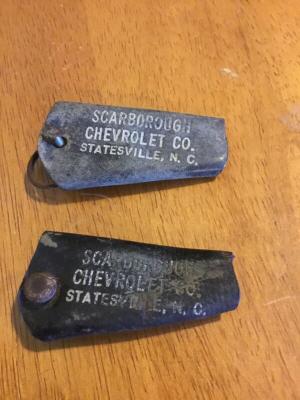 SCARBOROUGH
CHEVROLET CO.
STATESVILLE, N. C.
SCARBOROUGH
CHEVROLET CO.
STATESVILLE, N. C.